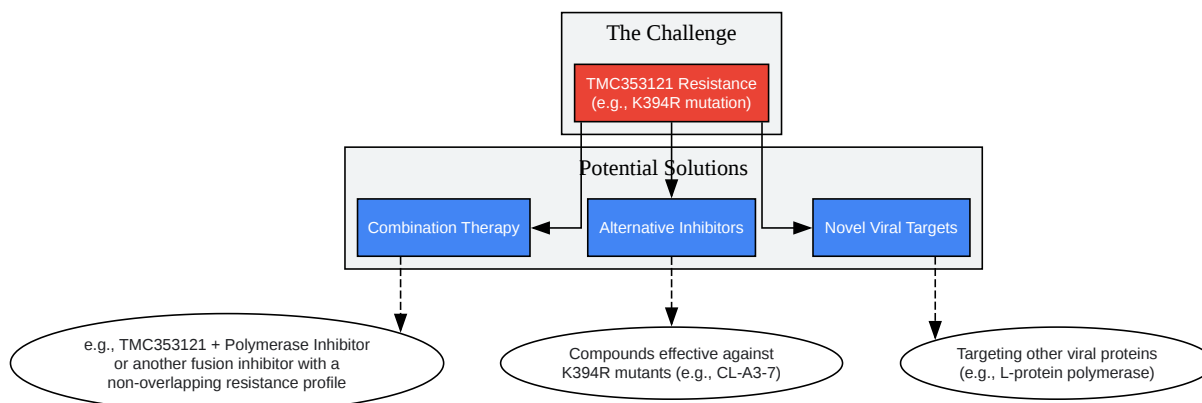 The Challenge
TMC353121 Resistance
(e.g., K394R mutation)
Potential Solutions
Combination Therapy
Alternative Inhibitors
Novel Viral Targets
e.g., TMC353121 + Polymerase Inhibitor
or another fusion inhibitor with a
non-overlapping resistance profile
Compounds effective against
K394R mutants (e.g., CL-A3-7)
Targeting other viral proteins
(e.g., L-protein polymerase)